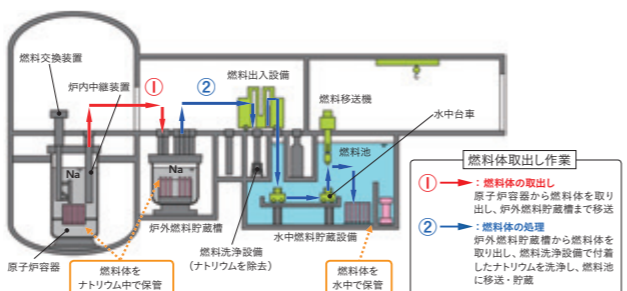 燃料交換装置
炉内中継装置
①
②
燃料出入設備
燃料移送機
水中台車
燃料池
Na
Na
炉外燃料貯蔵槽
燃料洗浄設備
(ナトリウムを除去)
水中燃料貯蔵設備
原子炉容器
燃料体を
ナトリウム中で保管
燃料体を
水中で保管
燃料体取出し作業
①→:燃料体の取出し
原子炉容器から燃料体を取り
出し、炉外燃料貯蔵槽まで移送
②→:燃料体の処理
炉外燃料貯蔵槽から燃料体を
取り出し、燃料洗浄設備で付着
したナトリウムを洗浄し、燃料池
に移送・貯蔵